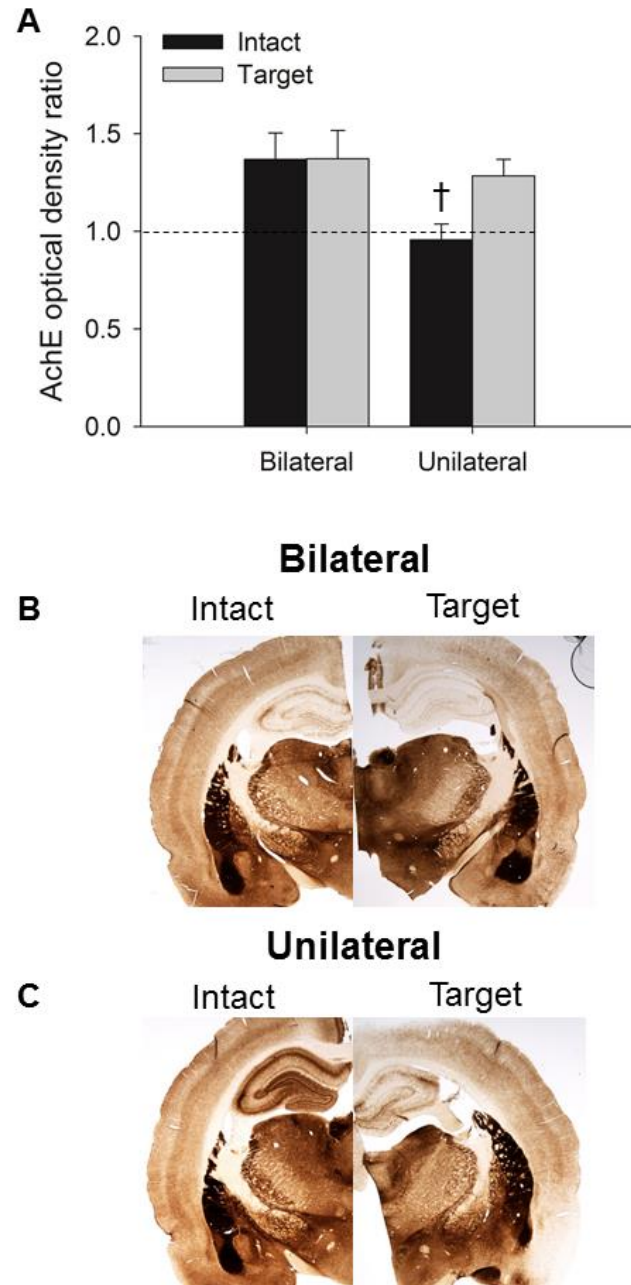 A
AchE optical density ratio
2.0
1.5
1.0
0.5
0.0
Intact
Target
†
Bilateral Unilateral
Bilateral
B Intact Target
Unilateral
C Intact Target